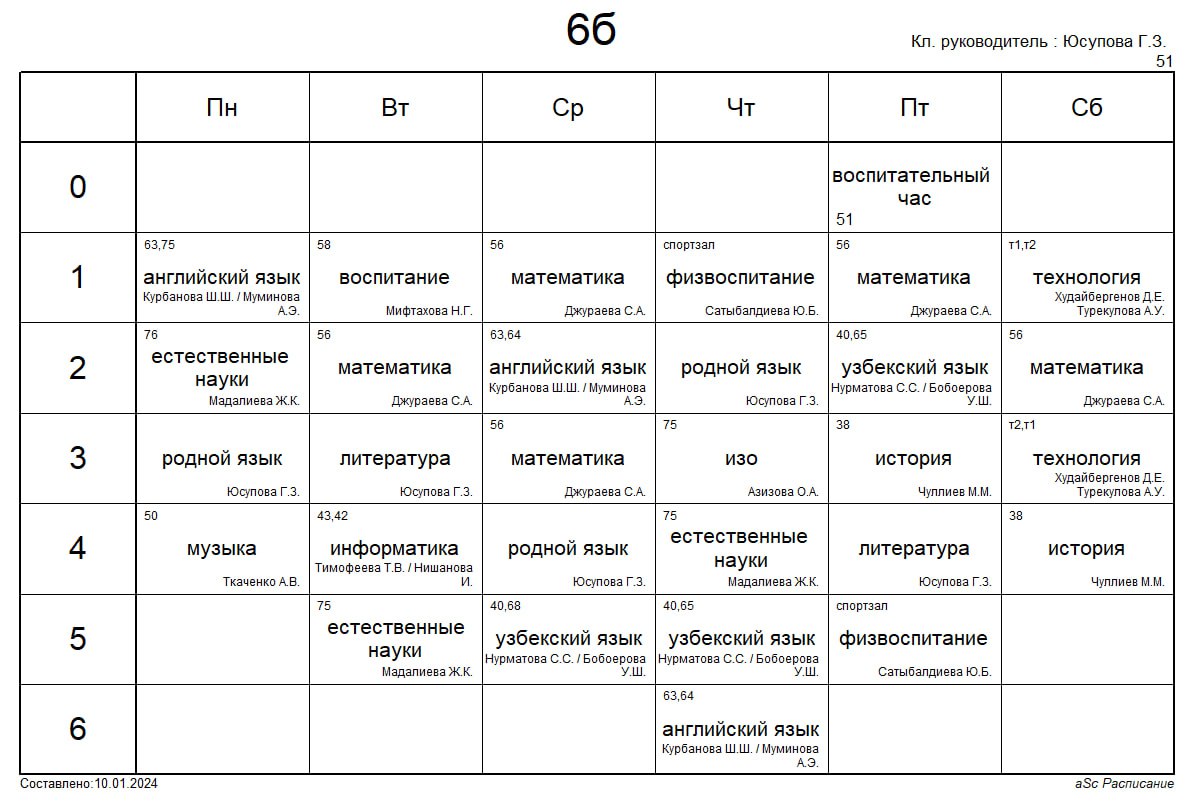 6б
Кл. руководитель : Юсупова Г.З.
51
Пн Вт Ср Чт Пт Сб
0
воспитательный
час
51
1
63,75
английский язык
Курбанова Ш.Ш. / Муминова
А.Э.
58
воспитание
Мифтахова Н.Г.
56
математика
Джураева С.А.
спортзал
физвоспитание
Сатыбалдиева Ю.Б.
56
математика
Джураева С.А.
т1,т2
технология
Худайбергенов Д.Е.
Турекулова А.У.
2
76
естественные
науки
Мадалиева Ж.К.
56
математика
Джураева С.А.
63,64
английский язык
Курбанова Ш.Ш. / Муминова
А.Э.
родной язык
Юсупова Г.З.
40,65
узбекский язык
Нурматова С.С. / Бобоерова
У.Ш.
56
математика
Джураева С.А.
3
родной язык
Юсупова Г.З.
литература
Юсупова Г.З.
56
математика
Джураева С.А.
75
изо
Азизова О.А.
38
история
Чуллиев М.М.
т2,т1
технология
Худайбергенов Д.Е.
Турекулова А.У.
4
50
музыка
Ткаченко А.В.
43,42
информатика
Тимофеева Т.В. / Нишанова
И.
родной язык
Юсупова Г.З.
75
естественные
науки
Мадалиева Ж.К.
литература
Юсупова Г.З.
38
история
Чуллиев М.М.
5
75
естественные
науки
Мадалиева Ж.К.
40,68
узбекский язык
Нурматова С.С. / Бобоерова
У.Ш.
40,65
узбекский язык
Нурматова С.С. / Бобоерова
У.Ш.
спортзал
физвоспитание
Сатыбалдиева Ю.Б.
6
63,64
английский язык
Курбанова Ш.Ш. / Муминова
А.Э.
Составлено:10.01.2024
aSc Расписание